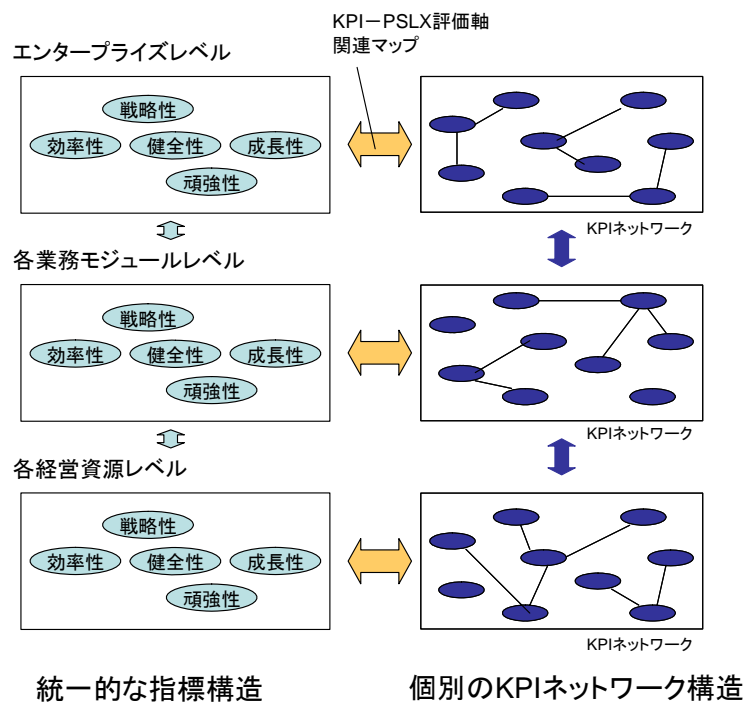 KPI－PSLX評価軸
関連マップ
エンタープライズレベル
戦略性
効率性
健全性
成長性
頑強性
KPIネットワーク
各業務モジュールレベル
戦略性
効率性
健全性
成長性
頑強性
KPIネットワーク
各経営資源レベル
戦略性
効率性
健全性
成長性
頑強性
KPIネットワーク
統一的な指標構造
個別のKPIネットワーク構造